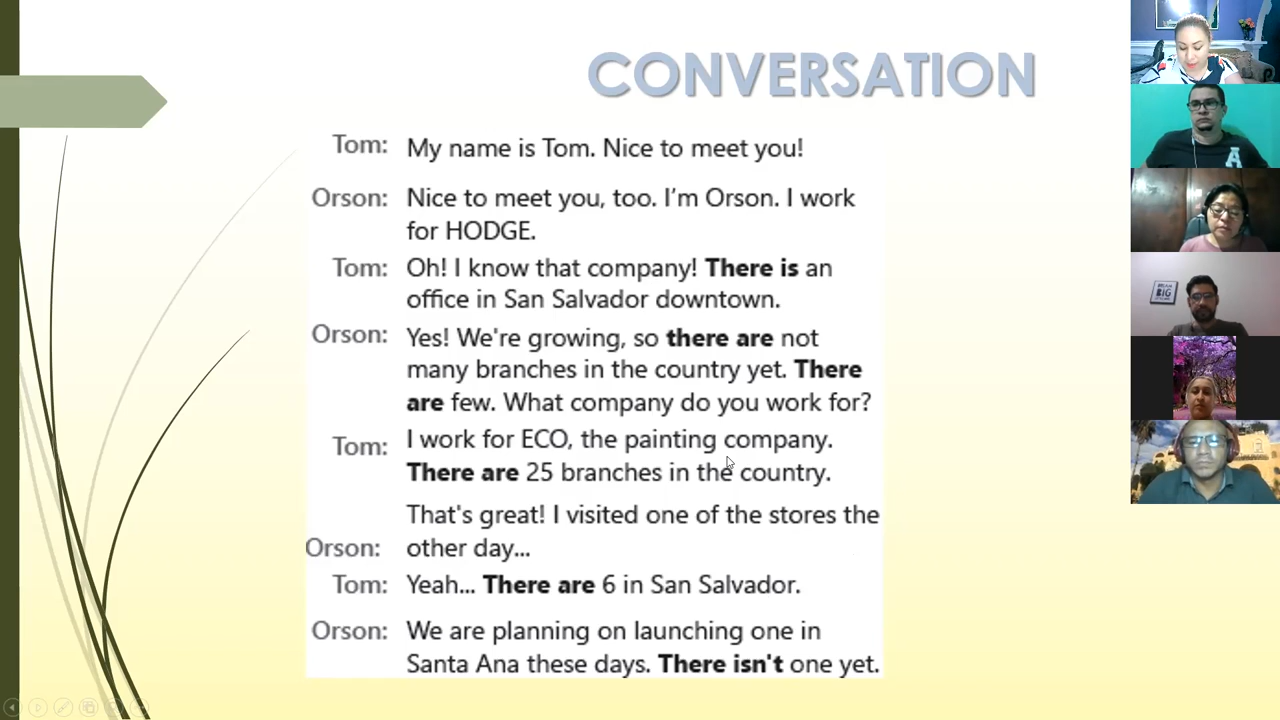 CONVERSATION
Tom: My name is Tom. Nice to meet you!
Orson: Nice to meet you, too. I'm Orson. I work
for HODGE.
Tom: Oh! I know that company! There is an
office in San Salvador downtown.
Orson: Yes! We're growing, so there are not
many branches in the country yet. There
are few. What company do you work for?
Tom: I work for ECO, the painting company.
There are 25 branches in the country.
That's great! I visited one of the stores the
Orson: other day...
Tom: Yeah... There are 6 in San Salvador.
Orson: We are planning on launching one in
Santa Ana these days. There isn't one yet.
DREAM
BIG
Ā